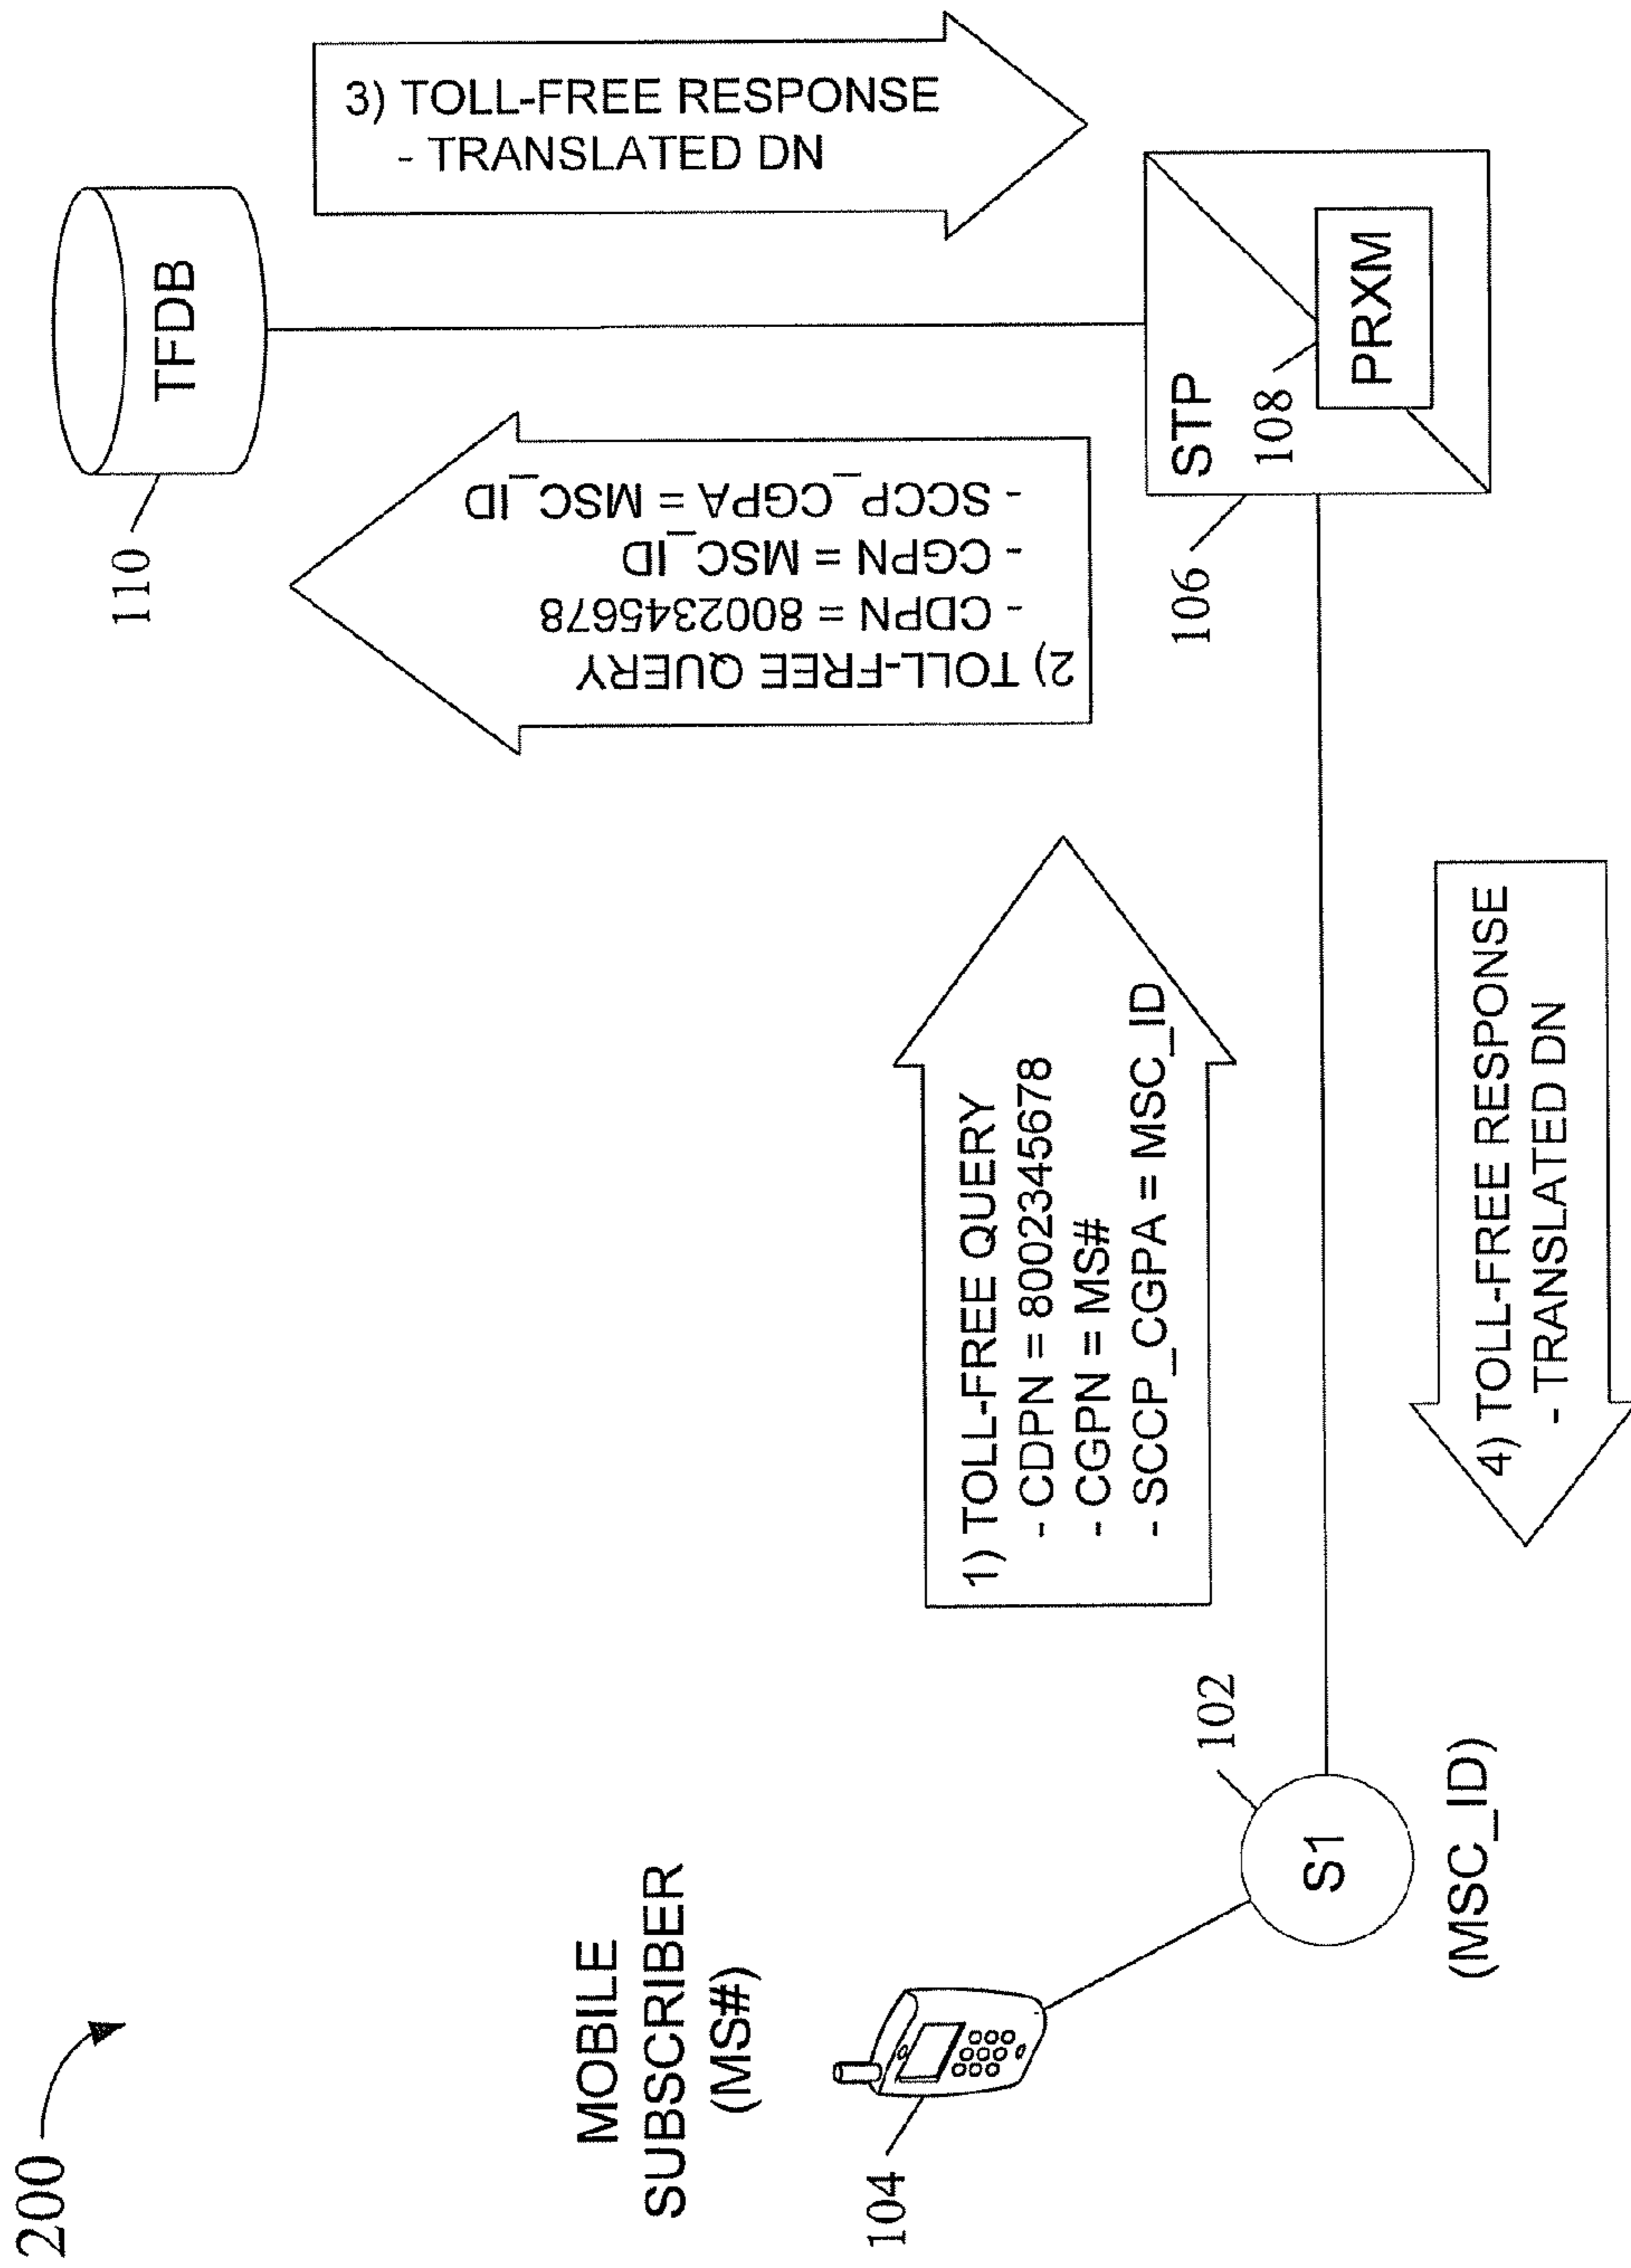 200
MOBILE
SUBSCRIBER
(MS#)
104
S1
102
(MSC_ID)
1) TOLL-FREE QUERY
- CDPN = 8002345678
- CGPN = MS#
- SCCP_CGPA = MSC_ID
2) TOLL-FREE QUERY
- CDPN = 8002345678
- CGPN = MSC_ID
- SCCP_CGPA = MSC_ID
110
TFDB
3) TOLL-FREE RESPONSE
- TRANSLATED DN
STP
106
108
PRXM
4) TOLL-FREE RESPONSE
- TRANSLATED DN